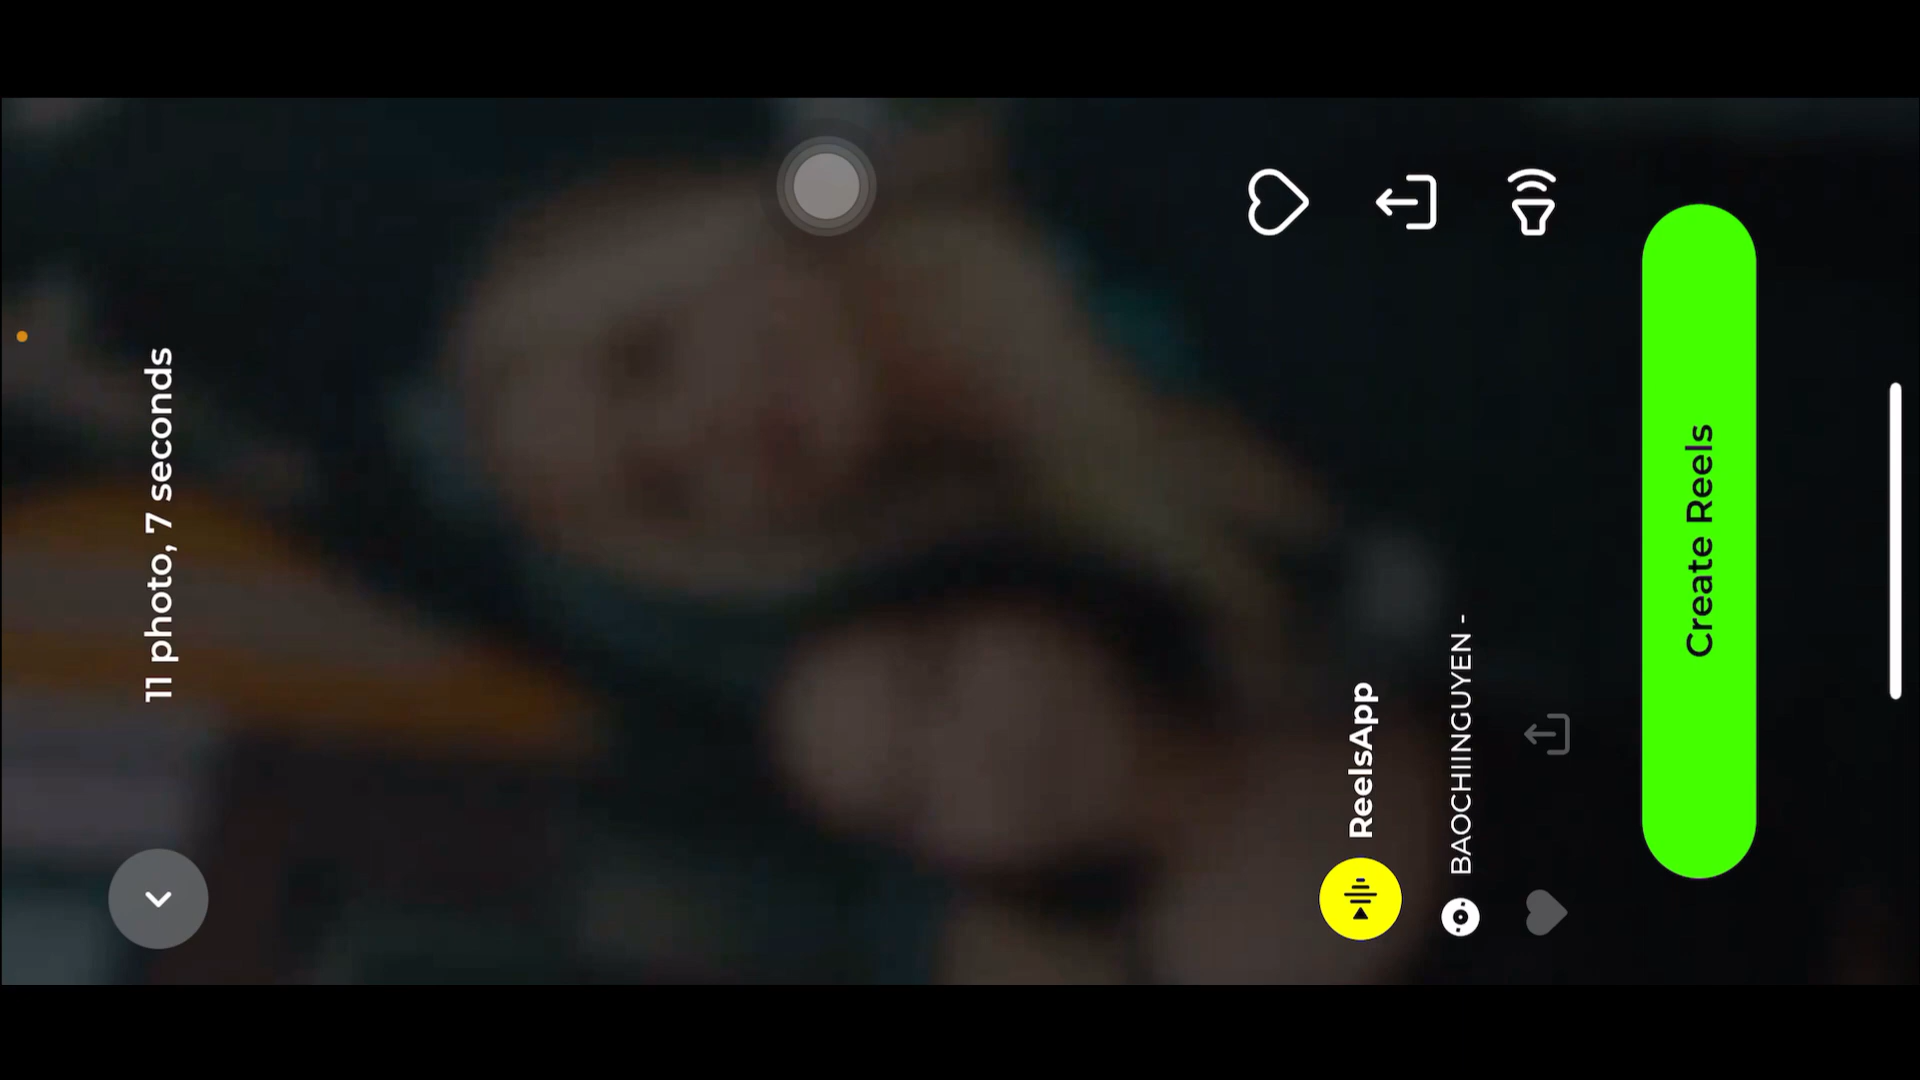 11 photo, 7 seconds
ReelsApp
BAOCHIINGUYEN -
Create Reels